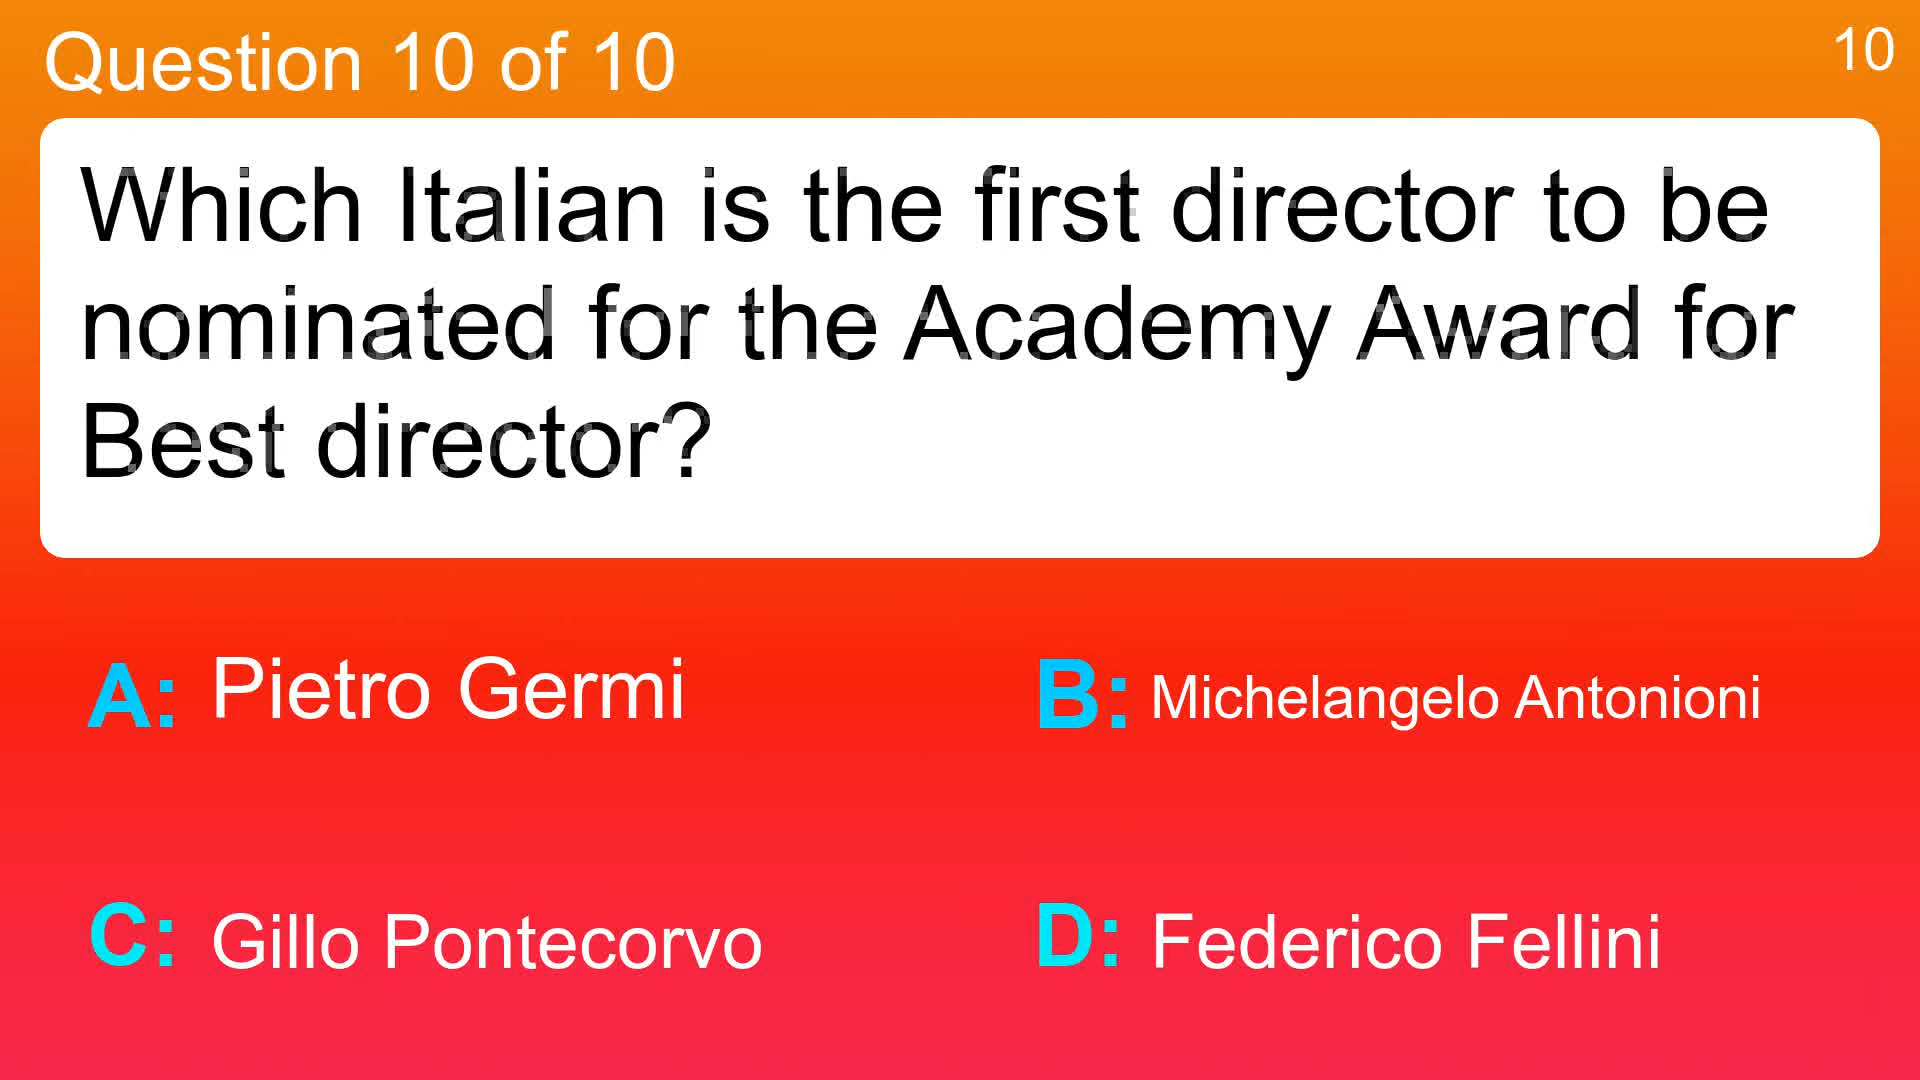 Question 10 of 10
10
Which Italian is the first director to be
nominated for the Academy Award for
Best director?
A: Pietro Germi
B: Michelangelo Antonioni
C: Gillo Pontecorvo
D: Federico Fellini